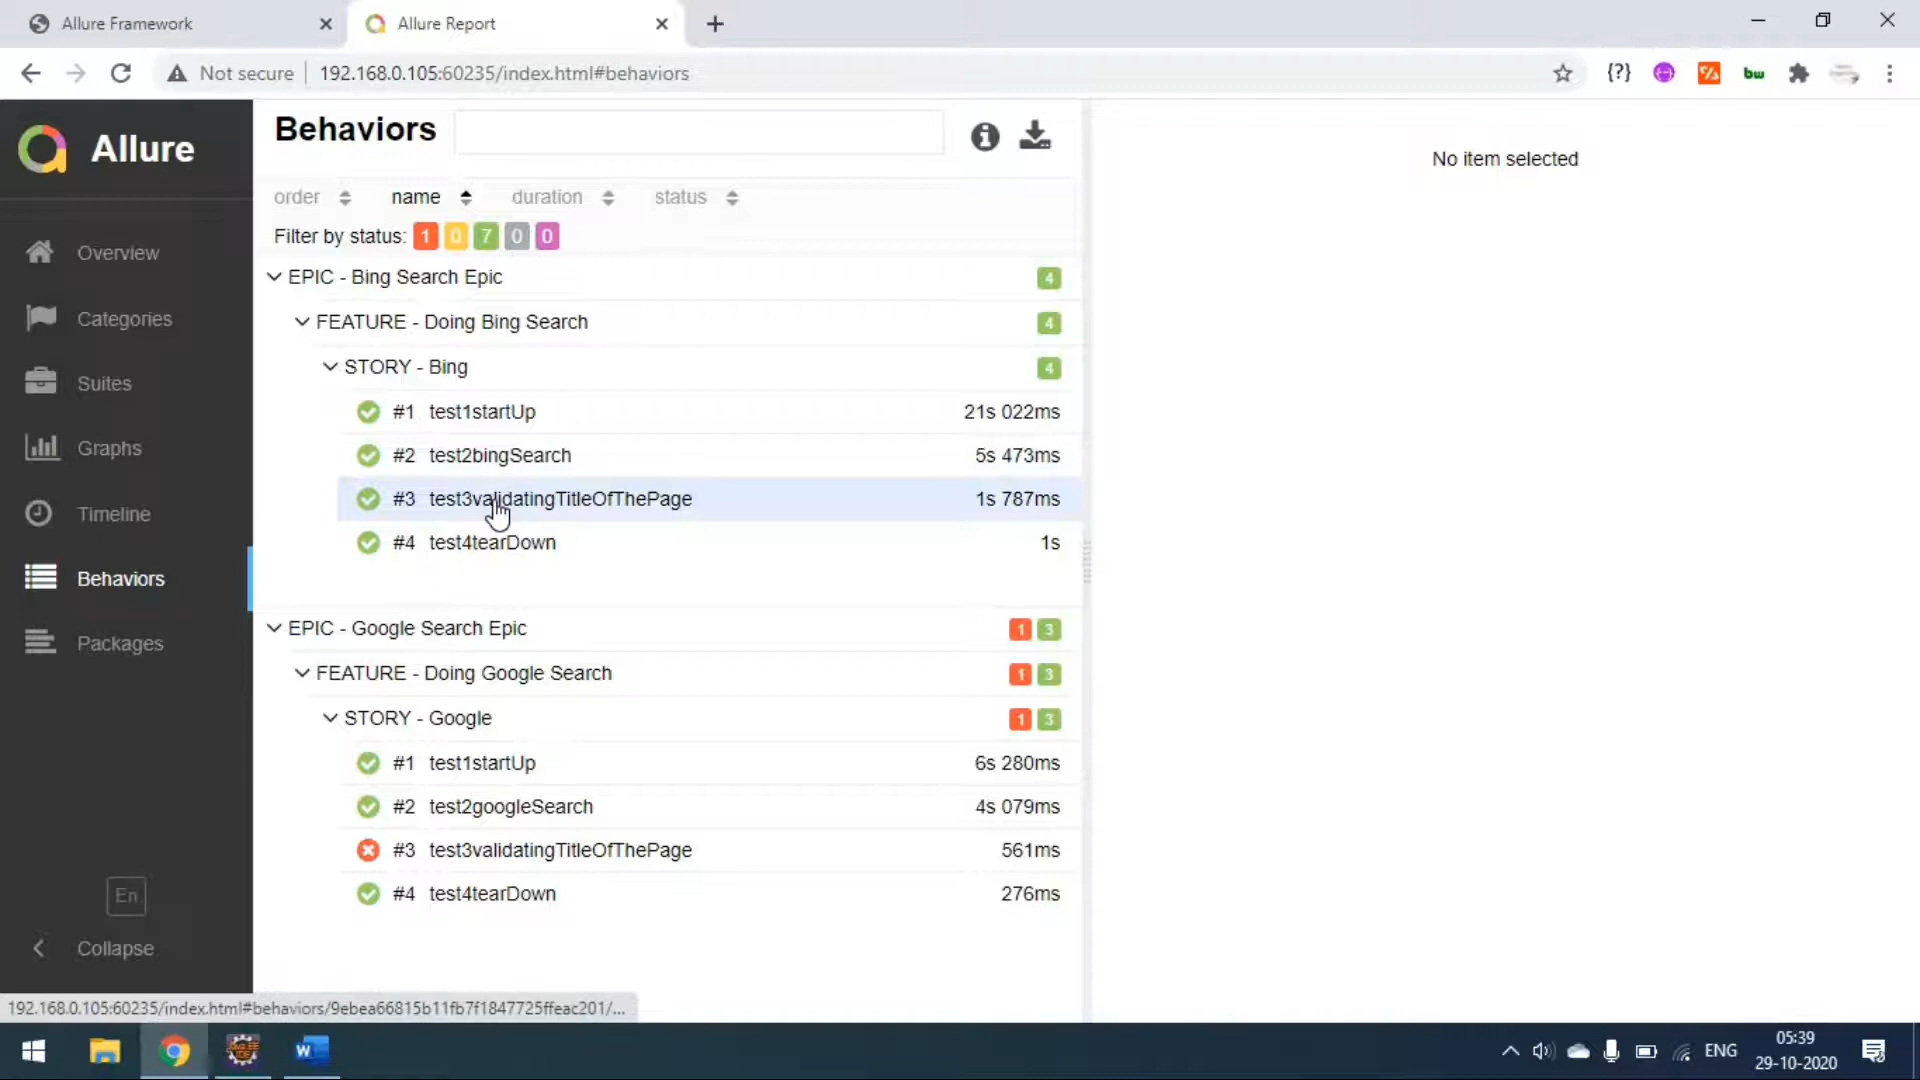 Allure Framework
Allure Report
Not secure
192.168.0.105:60235/index.html#behaviors
{?}
bw
Allure
Overview
Categories
Suites
Graphs
Timeline
Behaviors
Packages
En
Collapse
Behaviors
order name duration status
Filter by status: 1 0 7 0 0
EPIC - Bing Search Epic 4
FEATURE - Doing Bing Search 4
STORY - Bing 4
#1 test1startUp 21s 022ms
#2 test2bingSearch 5s 473ms
#3 test3validatingTitleOfThePage 1s 787ms
#4 test4tearDown 1s
EPIC - Google Search Epic 1 3
FEATURE - Doing Google Search 1 3
STORY - Google 1 3
#1 test1startUp 6s 280ms
#2 test2googleSearch 4s 079ms
#3 test3validatingTitleOfThePage 561ms
#4 test4tearDown 276ms
No item selected
192.168.0.105:60235/index.html#behaviors/9ebea66815b11fb7f1847725ffeac201/...
W
ENG
05:39
29-10-2020